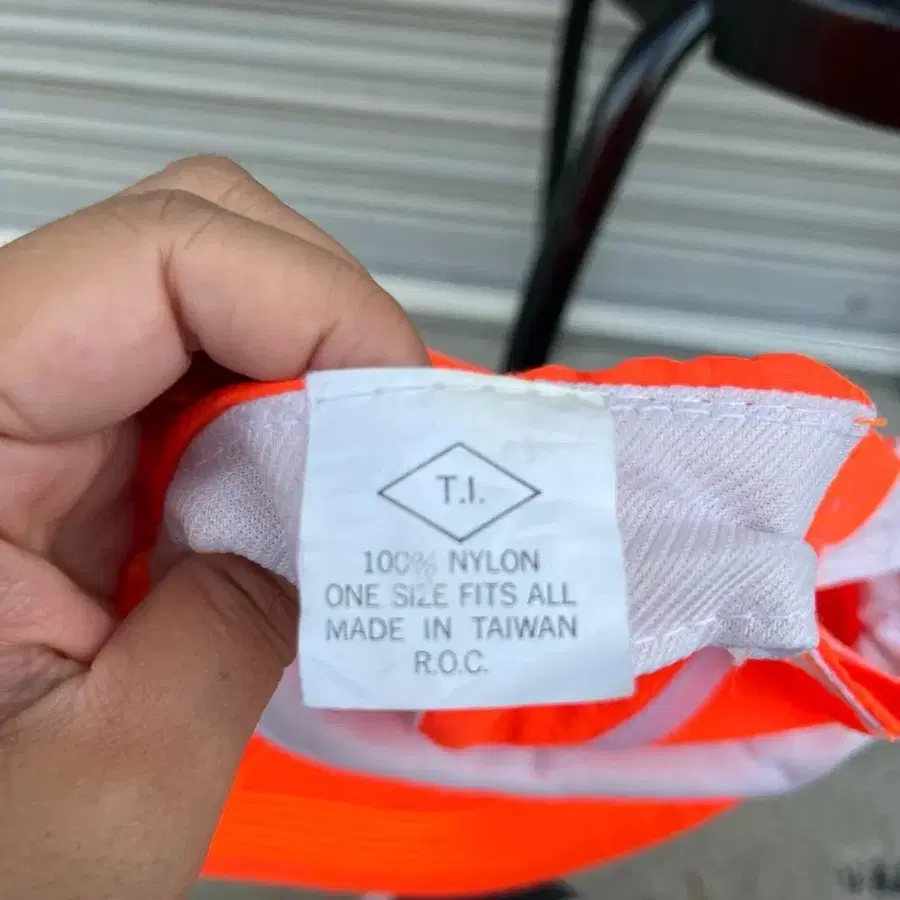 T.I.
100% NYLON
ONE SIZE FITS ALL
MADE IN TAIWAN
R.O.C.